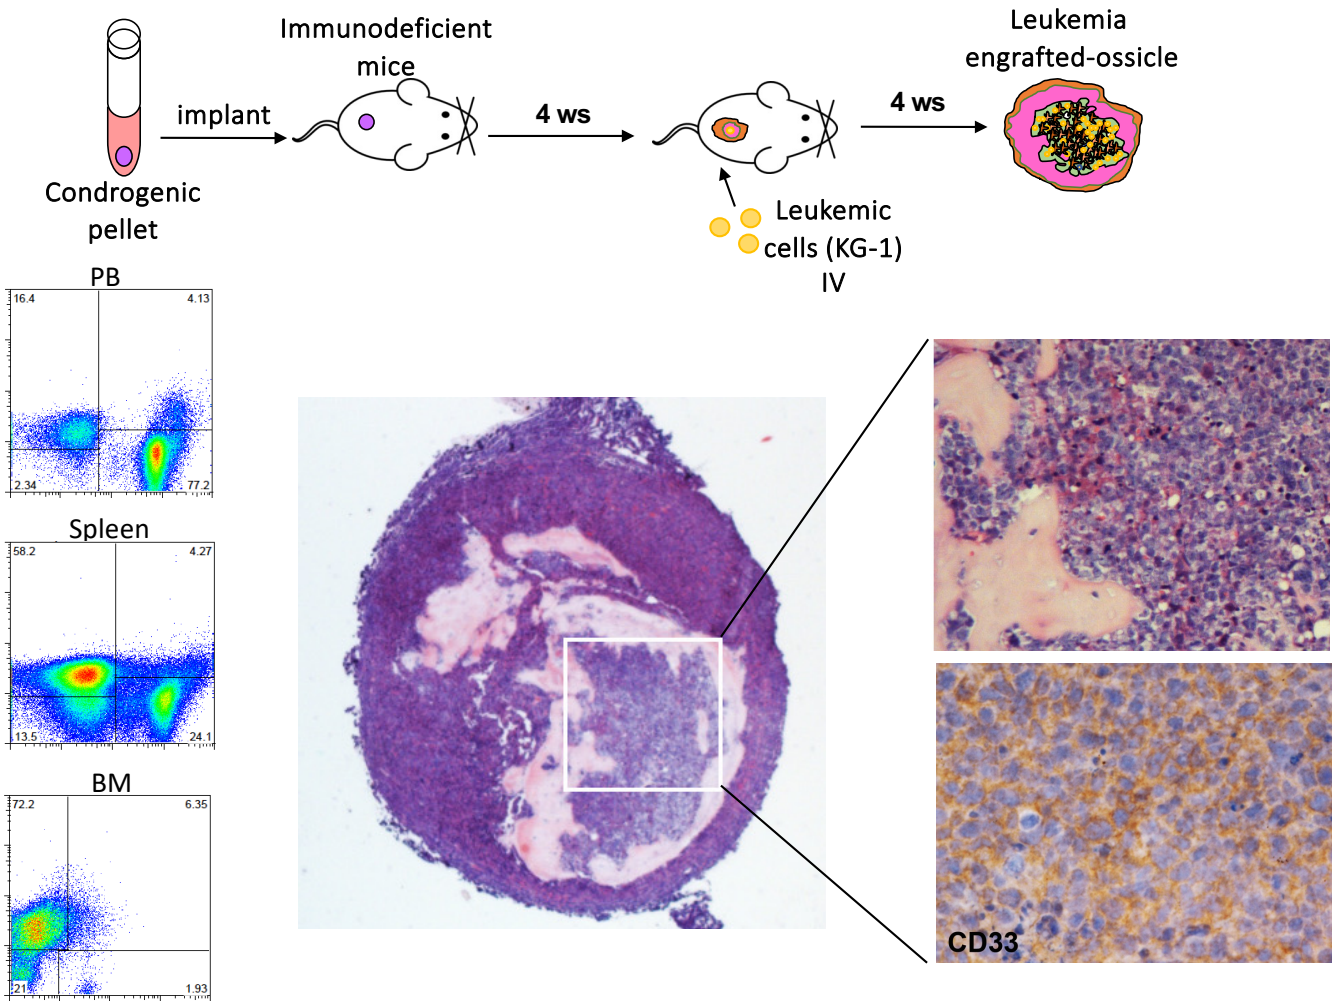 Immunodeficient
mice
Leukemia
engrafted-ossicle
implant
4 ws
4 ws
Condrogenic
pellet
Leukemic
cells (KG-1)
IV
PB
16.4
4.13
2.34
77.2
Spleen
58.2
4.27
13.5
24.1
BM
72.2
6.35
21
1.93
CD33